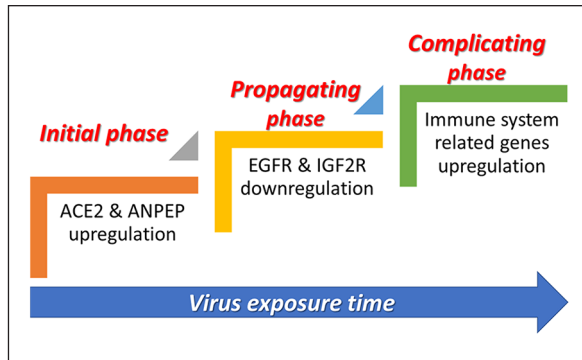 Initial phase
ACE2 & ANPEP
upregulation
Propagating
phase
EGFR & IGF2R
downregulation
Complicating
phase
Immune system
related genes
upregulation
Virus exposure time